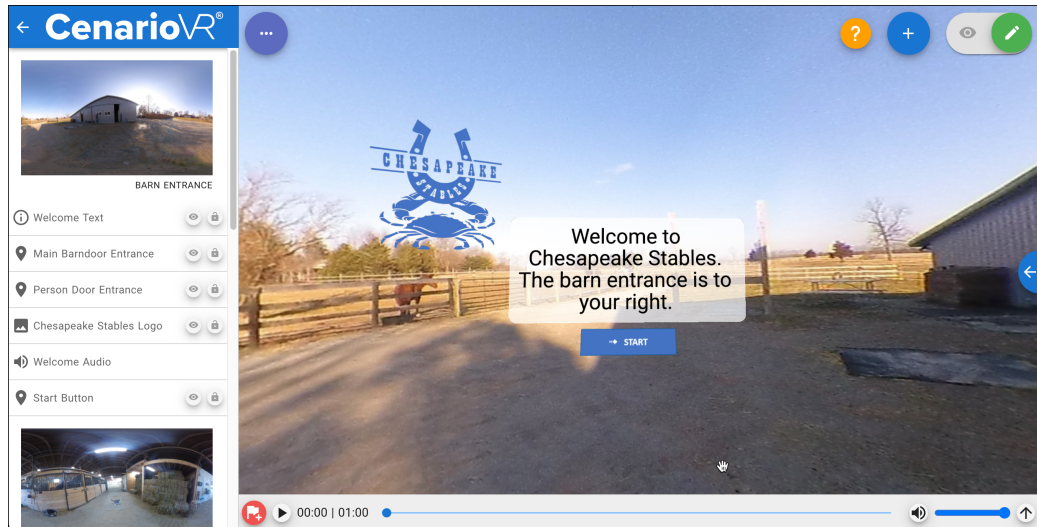 CenarioVR®
BARN ENTRANCE
Welcome Text
Main Barndoor Entrance
Person Door Entrance
Chesapeake Stables Logo
Welcome Audio
Start Button
?
CHESAPEAKE
STABLES
Welcome to
Chesapeake Stables.
The barn entrance is to
your right.
START
00:00 | 01:00